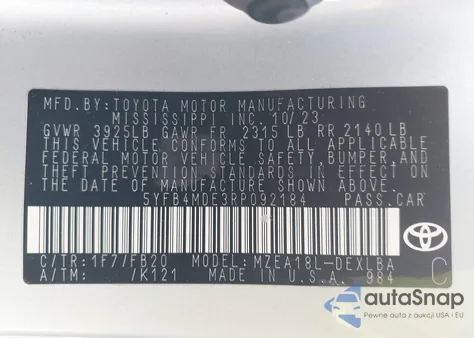 MFD.BY:TOYOTA MOTOR MANUFACTURING
MISSISSIPPI INC. 10/23
GVWR 3925LB GAWR FR 2315LB RR 2140LB
THIS VEHICLE CONFORMS TO ALL APPLICABLE
FEDERAL MOTOR VEHICLE SAFETY, BUMPER, AND
THEFT PREVENTION STANDARDS IN EFFECT ON
THE DATE OF MANUFACTURE SHOWN ABOVE.
5YFB4MDE3RP092184 PASS.CAR
C/TR:1F7/FB20 MODEL:MZEA18L-DEXLBA
A/TM: /K121 MADE IN U.S.A. 984 C
TOYOTA
autoSnap
Pewne auta z aukcji USA i EU